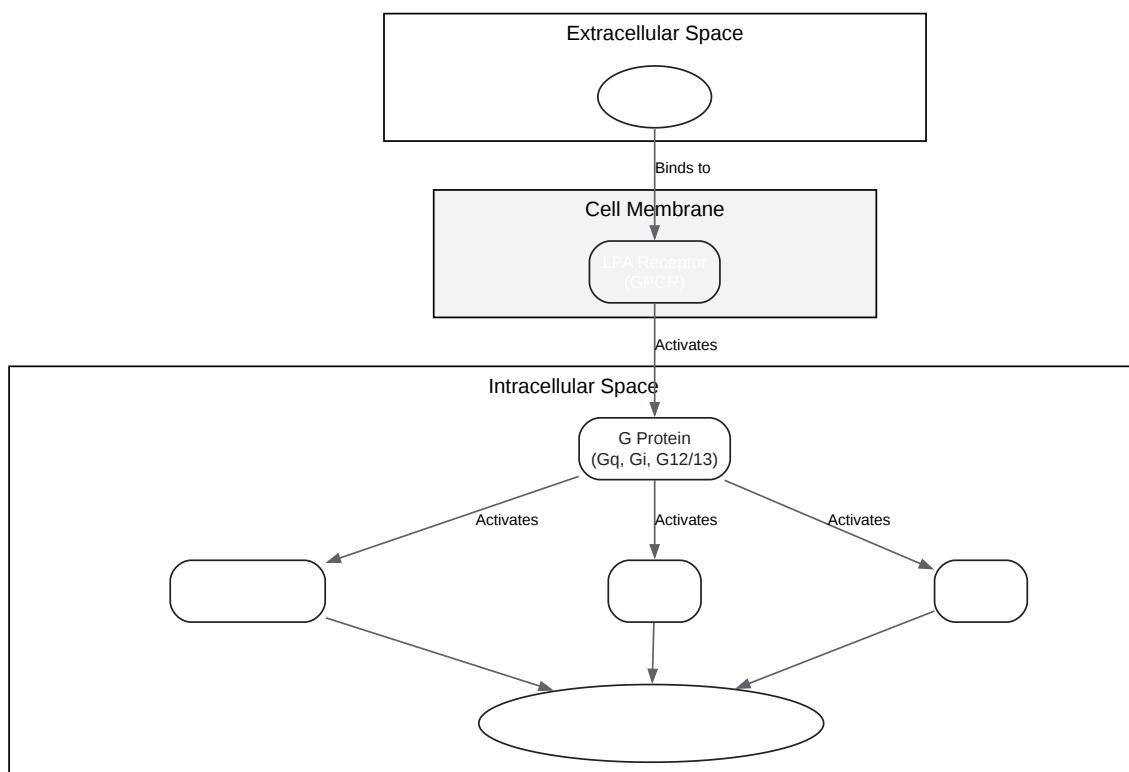 Extracellular Space
Binds to
Cell Membrane
LPA Receptor
(GPCR)
Activates
Intracellular Space
G Protein
(Gq, Gi, G12/13)
Activates
Activates
Activates